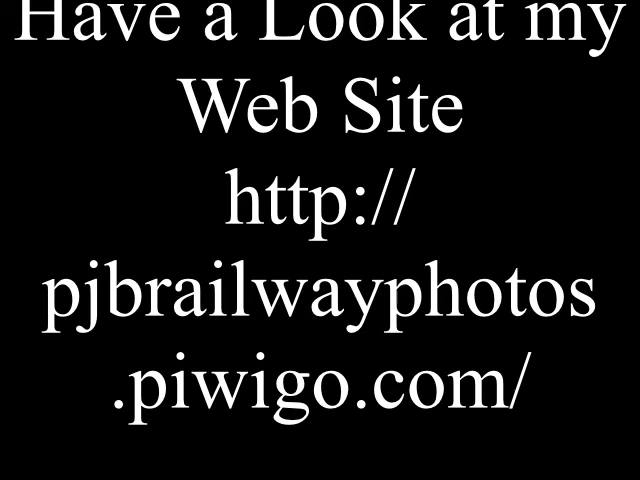 Have a Look at my
Web Site
http://
pjbrailwayphotos
.piwigo.com/